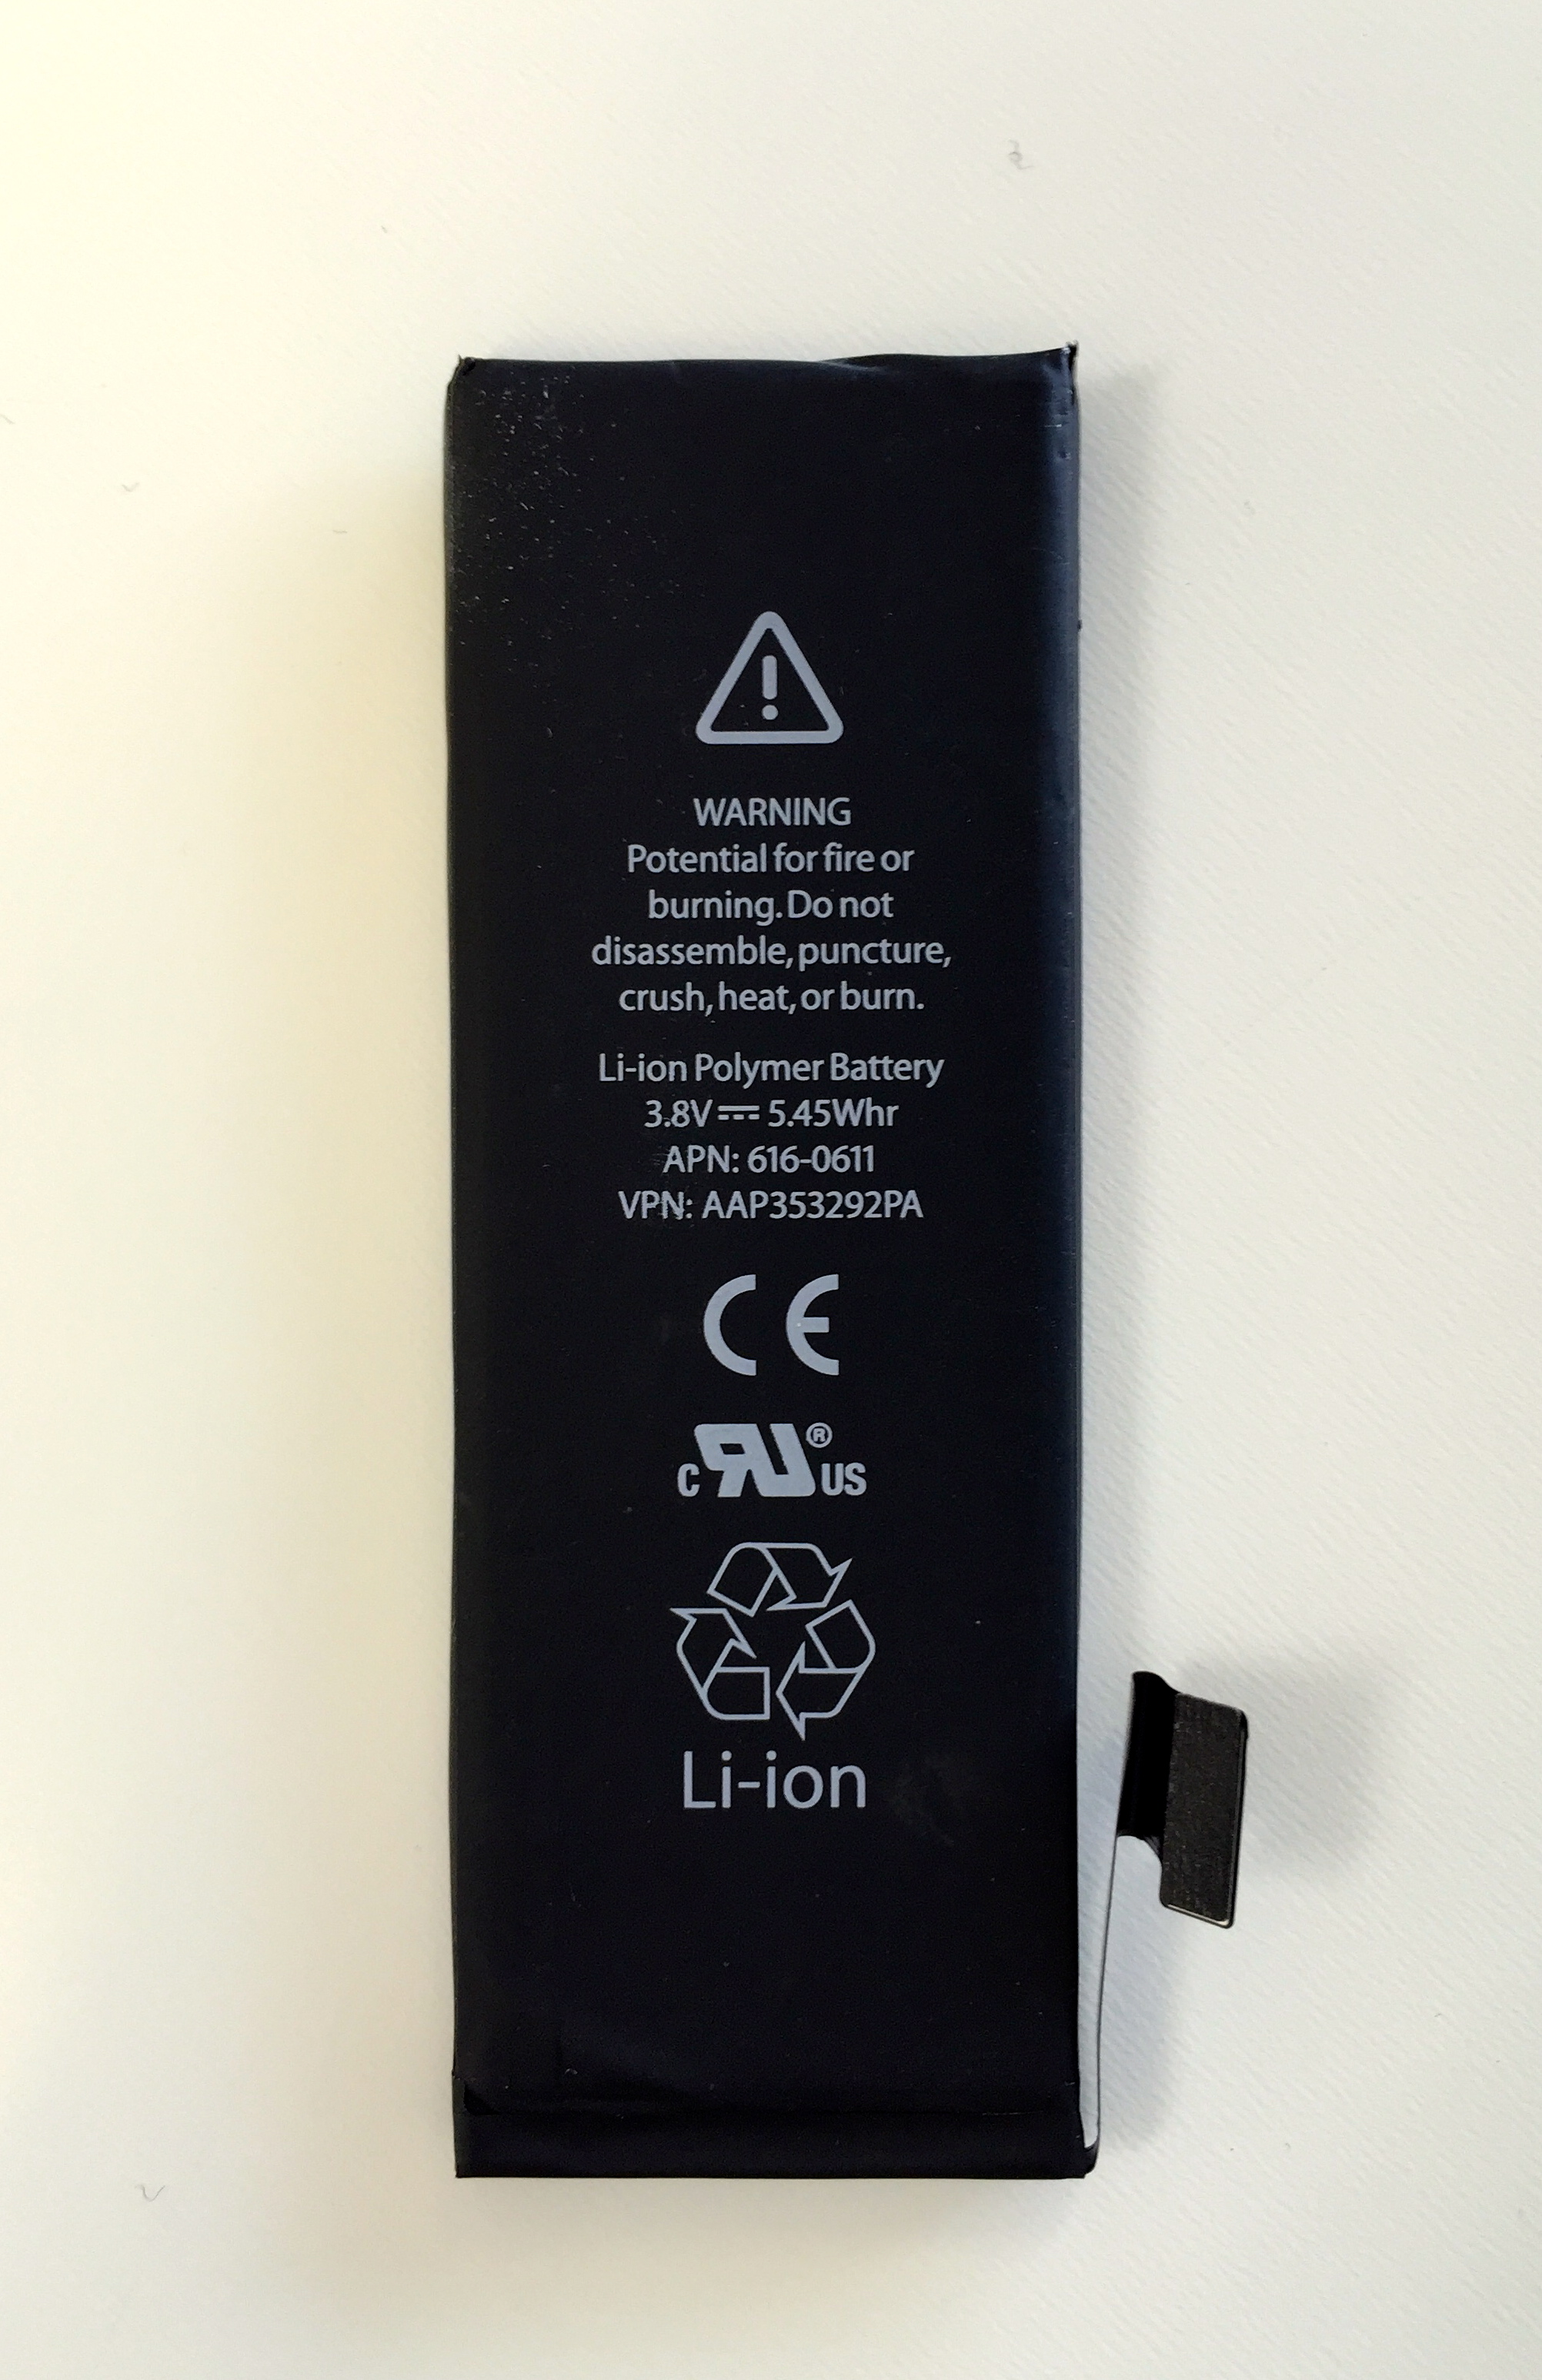 WARNING
Potential for fire or
burning. Do not
disassemble, puncture,
crush, heat, or burn.
Li-ion Polymer Battery
3.8V⎓5.45Whr
APN: 616-0611
VPN: AAP353292PA
CE
c RU® US
Li-ion